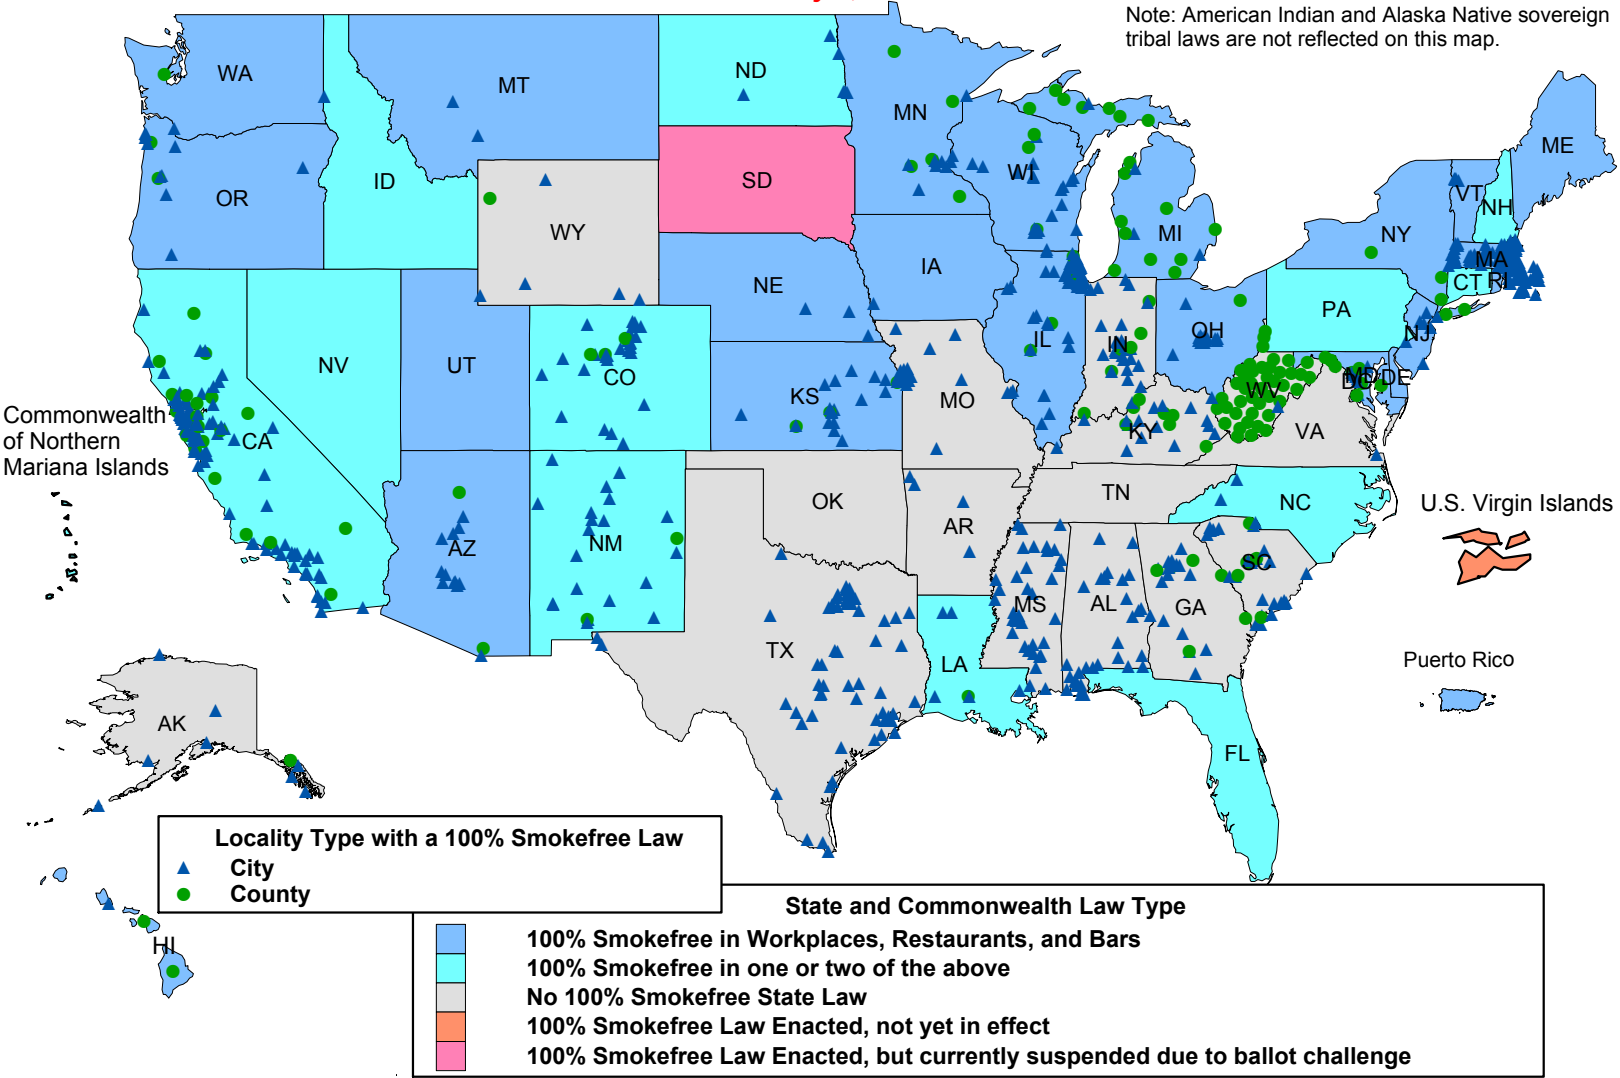 Note: American Indian and Alaska Native sovereign
tribal laws are not reflected on this map.
WA
MT
ND
MN
ME
OR
ID
SD
WI
VT
NH
WY
MI
NY
MA
IA
NE
CT
RI
PA
NV
UT
CO
IL
IN
OH
NJ
KS
MO
WV
MD
DC
DE
Commonwealth
of Northern
Mariana Islands
CA
KY
VA
OK
TN
NC
U.S. Virgin Islands
AZ
NM
AR
SC
MS
AL
GA
TX
LA
Puerto Rico
AK
FL
HI
Locality Type with a 100% Smokefree Law
City
County
State and Commonwealth Law Type
100% Smokefree in Workplaces, Restaurants, and Bars
100% Smokefree in one or two of the above
No 100% Smokefree State Law
100% Smokefree Law Enacted, not yet in effect
100% Smokefree Law Enacted, but currently suspended due to ballot challenge